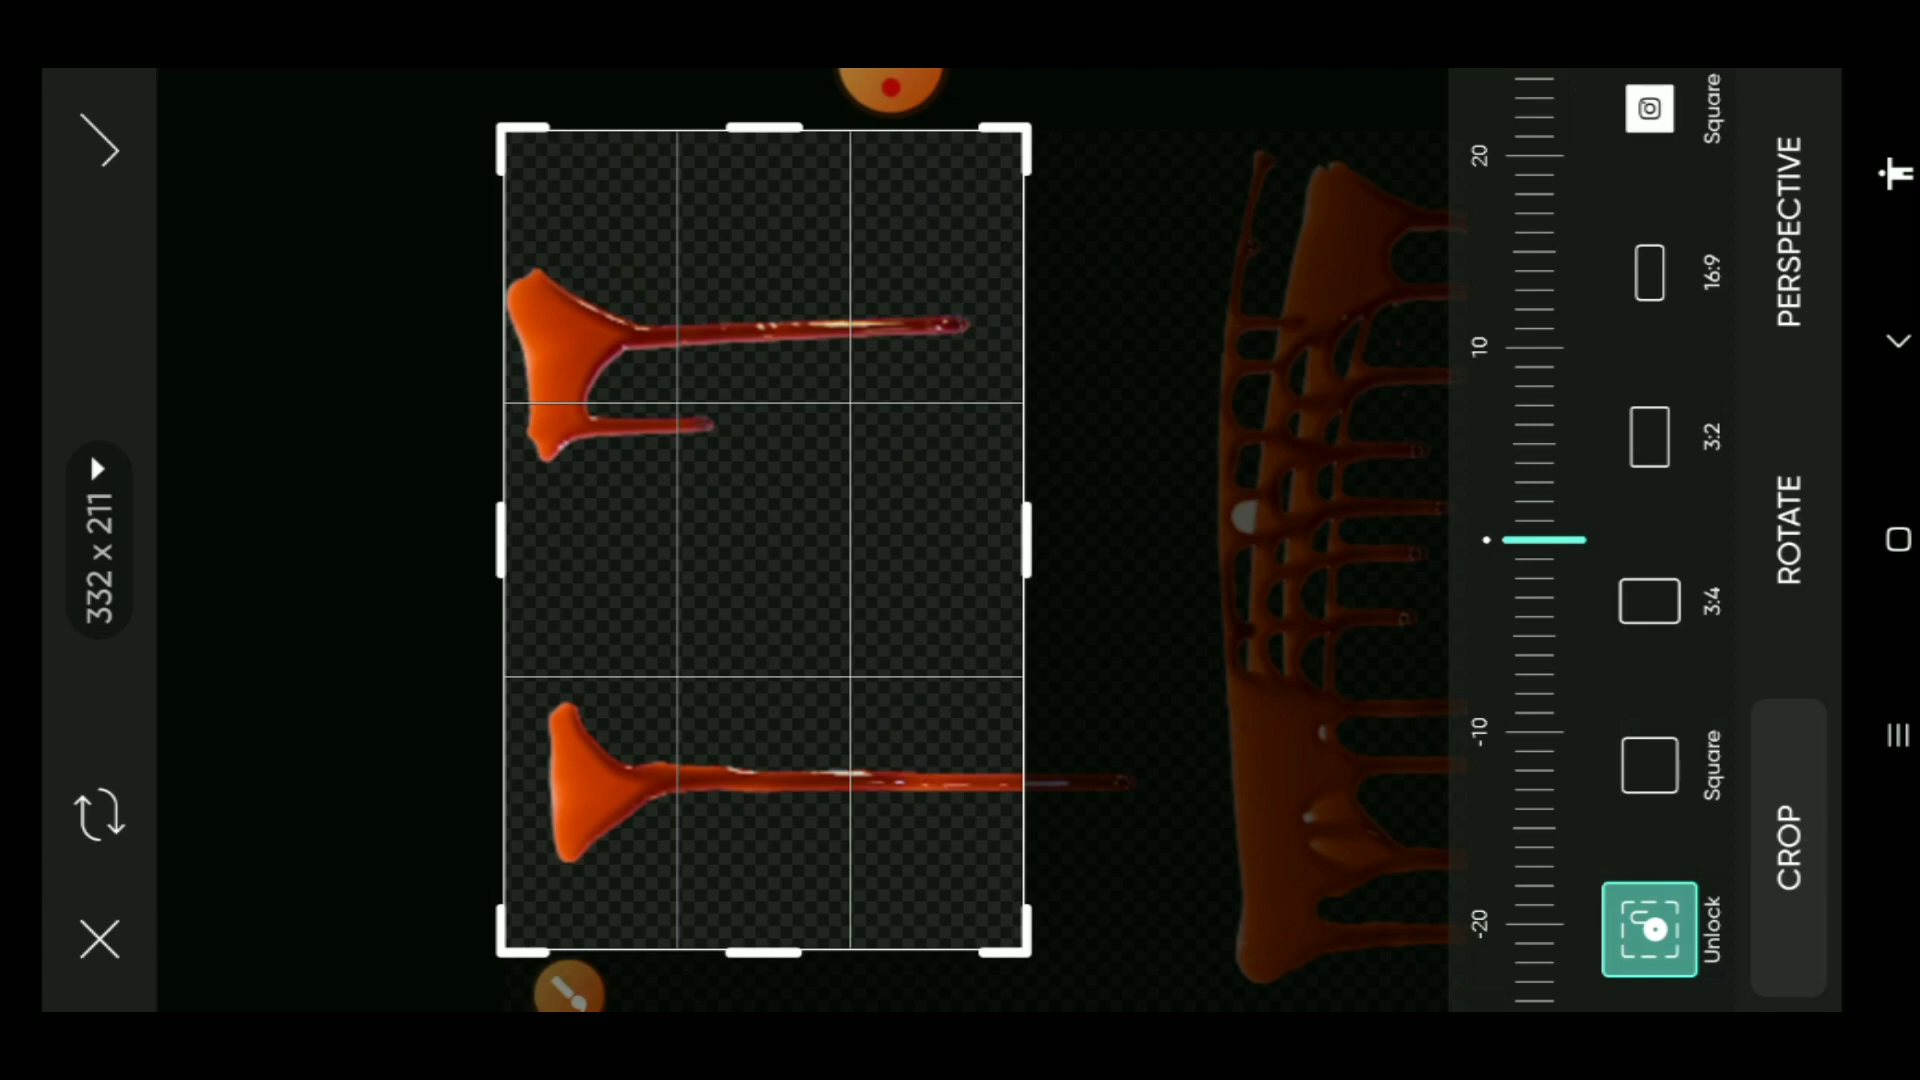 332 x 211
-20
-10
10
20
Unlock
Square
3:4
3:2
16:9
Square
CROP
ROTATE
PERSPECTIVE